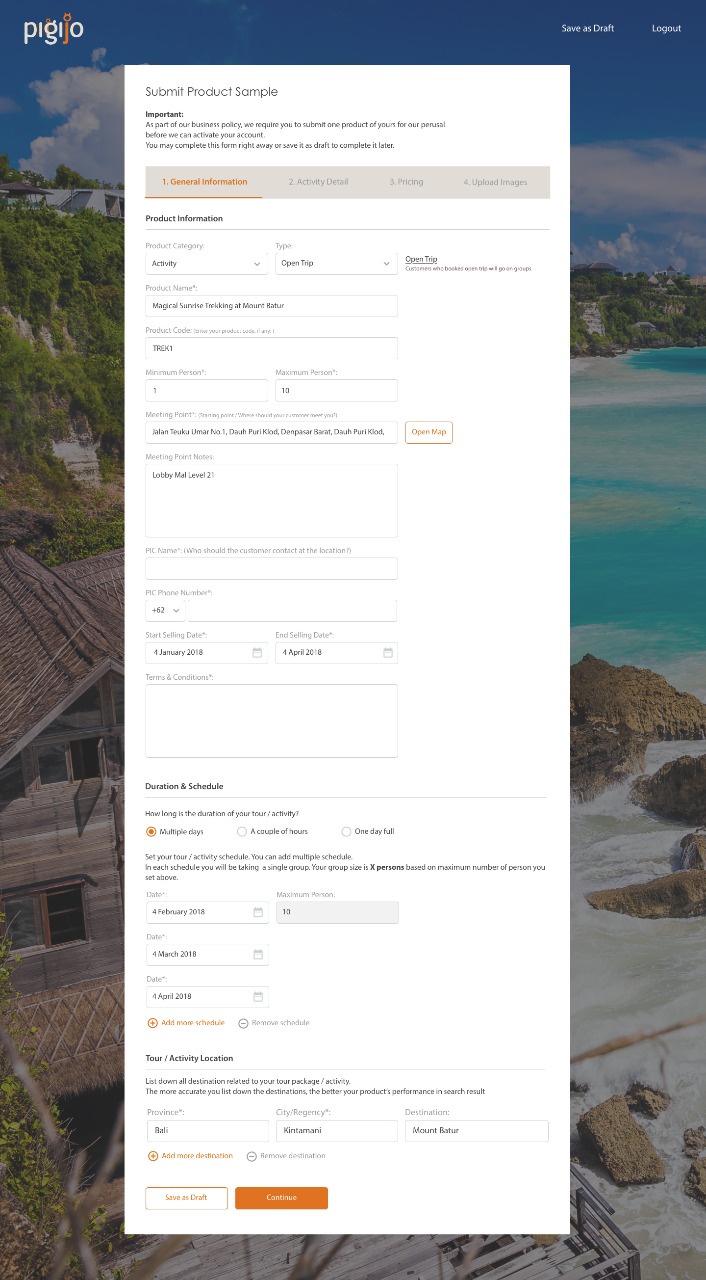 pigijo
Save as Draft
Logout
Submit Product Sample
Important:
As part of our business policy, we require you to submit one product of yours for our perusal
before we can activate your account.
You may complete this form right away or save it as draft to complete it later.
1. General Information
2. Activity Detail
3. Pricing
4. Upload Images
Product Information
Product Category:
Type:
Activity
Open Trip
Open Trip
Customers who booked open trip will go on groups.
Product Name*:
Magical Sunrise Trekking at Mount Batur
Product Code: (Enter your product code, if any. )
TREK1
Minimum Person*:
Maximum Person*:
1
10
Meeting Point*: (Starting point / Where should your customer meet you?)
Jalan Teuku Umar No.1, Dauh Puri Klod, Denpasar Barat, Dauh Puri Klod,
Open Map
Meeting Point Notes:
Lobby Mal Level 21
PIC Name*: (Who should the customer contact at the location?)
PIC Phone Number*:
+62
Start Selling Date*:
End Selling Date*:
4 January 2018
4 April 2018
Terms & Conditions*:
Duration & Schedule
How long is the duration of your tour / activity?
Multiple days
A couple of hours
One day full
Set your tour / activity schedule. You can add multiple schedule.
In each schedule you will be taking a single group. Your group size is X persons based on maximum number of person you
set above.
Date*:
Maximum Person:
4 February 2018
10
Date*:
4 March 2018
Date*:
4 April 2018
Add more schedule
Remove schedule
Tour / Activity Location
List down all destination related to your tour package / activity.
The more accurate you list down the destinations, the better your product's performance in search result
Province*:
City/Regency*:
Destination:
Bali
Kintamani
Mount Batur
Add more destination
Remove destination
Save as Draft
Continue